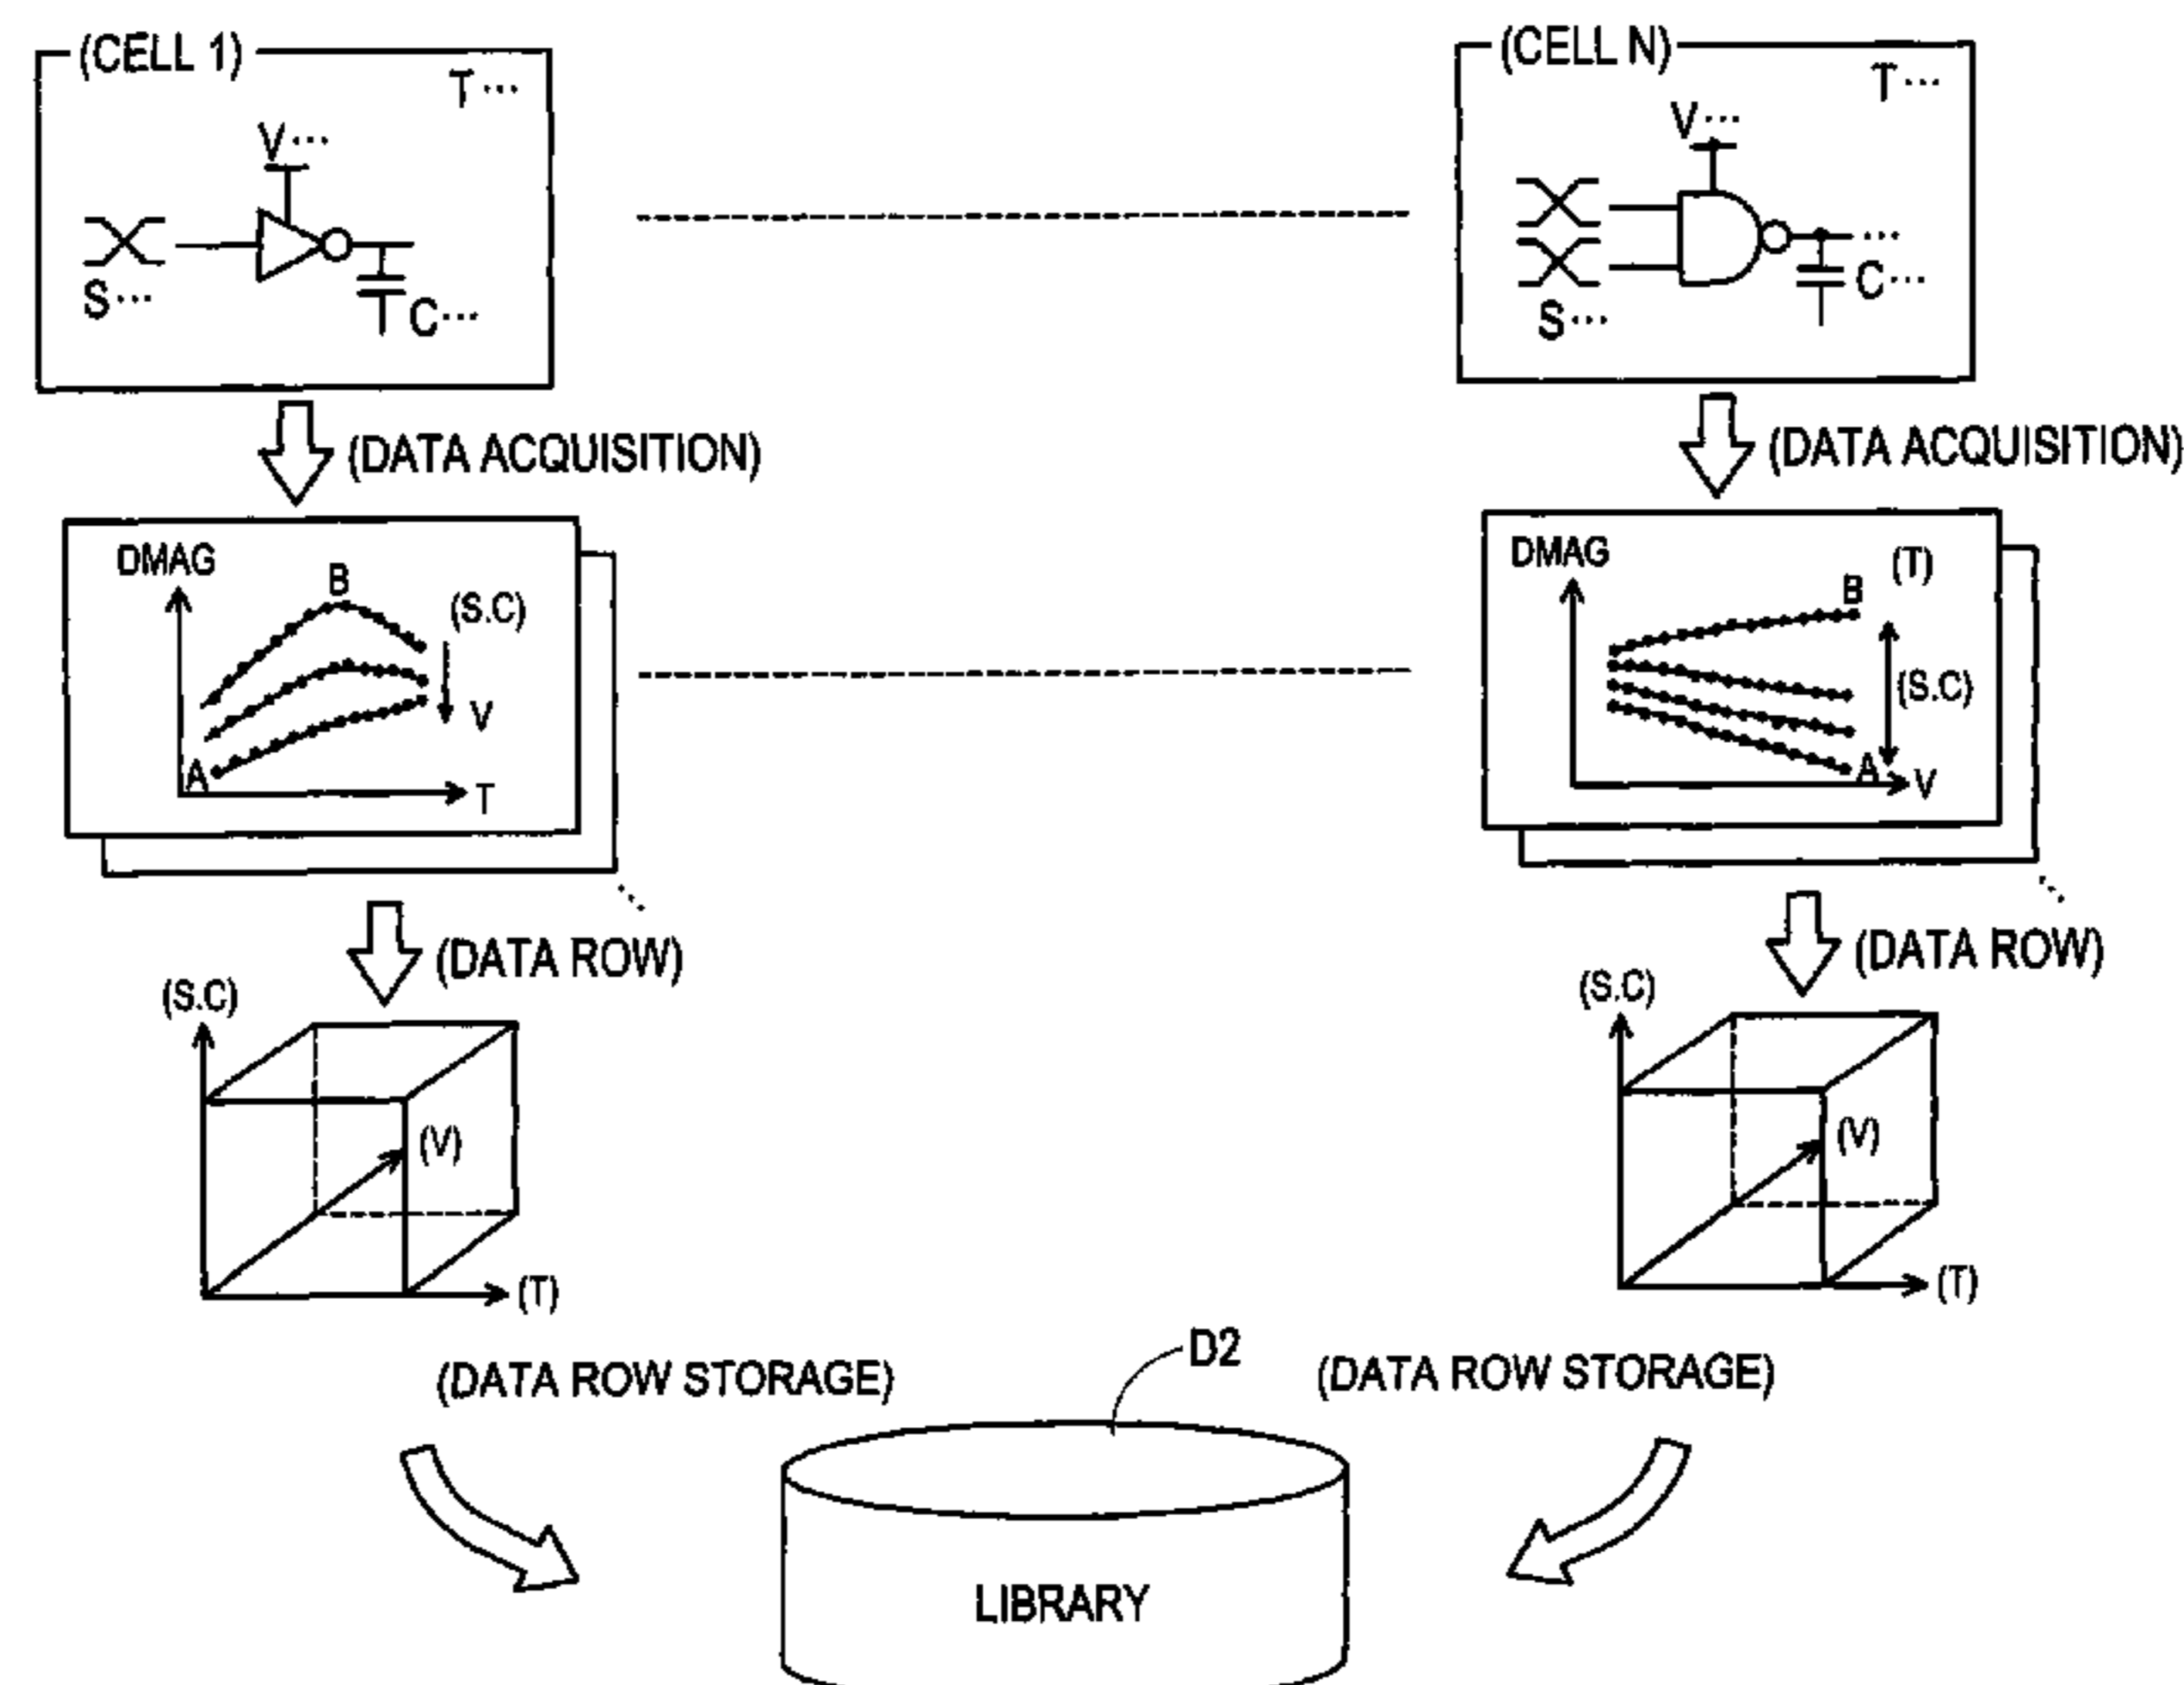 (CELL 1)
T…
V…
S…
C…
(CELL N)
T…
V…
S…
C…
…
(DATA ACQUISITION)
(DATA ACQUISITION)
DMAG
B
(S.C)
V
A
T
DMAG
B
(T)
(S.C)
A
V
(DATA ROW)
(DATA ROW)
(S.C)
(V)
(T)
(S.C)
(V)
(T)
(DATA ROW STORAGE)
D2
(DATA ROW STORAGE)
LIBRARY